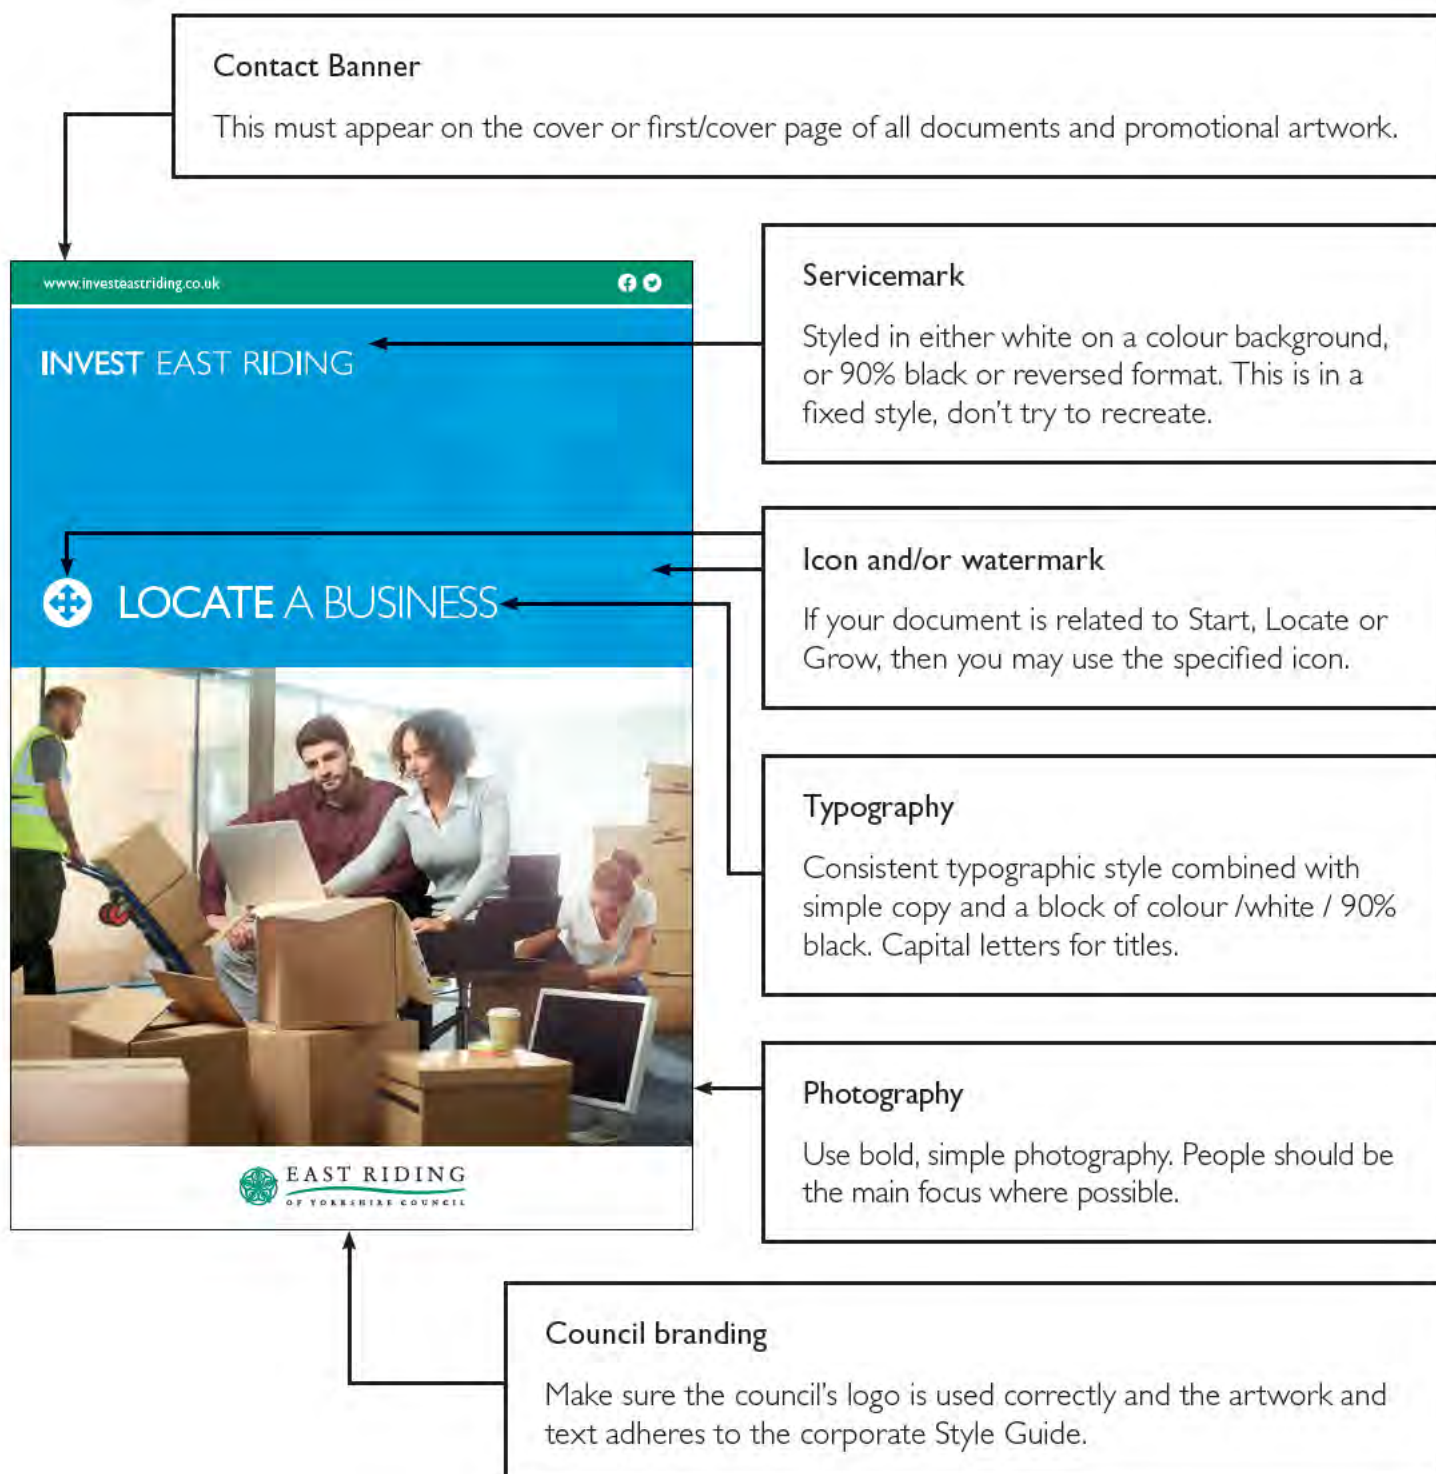 Contact Banner
This must appear on the cover or first/cover page of all documents and promotional artwork.
www.investeastriding.co.uk
INVEST EAST RIDING
Servicemark
Styled in either white on a colour background,
or 90% black or reversed format. This is in a
fixed style, don't try to recreate.
LOCATE A BUSINESS
Icon and/or watermark
If your document is related to Start, Locate or
Grow, then you may use the specified icon.
Typography
Consistent typographic style combined with
simple copy and a block of colour /white / 90%
black. Capital letters for titles.
Photography
Use bold, simple photography. People should be
the main focus where possible.
EAST RIDING
OF YORKSHIRE COUNCIL
Council branding
Make sure the council's logo is used correctly and the artwork and
text adheres to the corporate Style Guide.